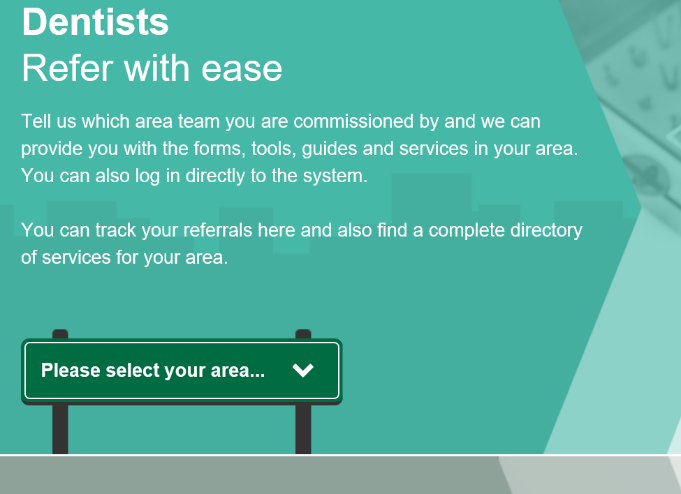 Dentists
Refer with ease
Tell us which area team you are commissioned by and we can
provide you with the forms, tools, guides and services in your area.
You can also log in directly to the system.
You can track your referrals here and also find a complete directory
of services for your area.
Please select your area...